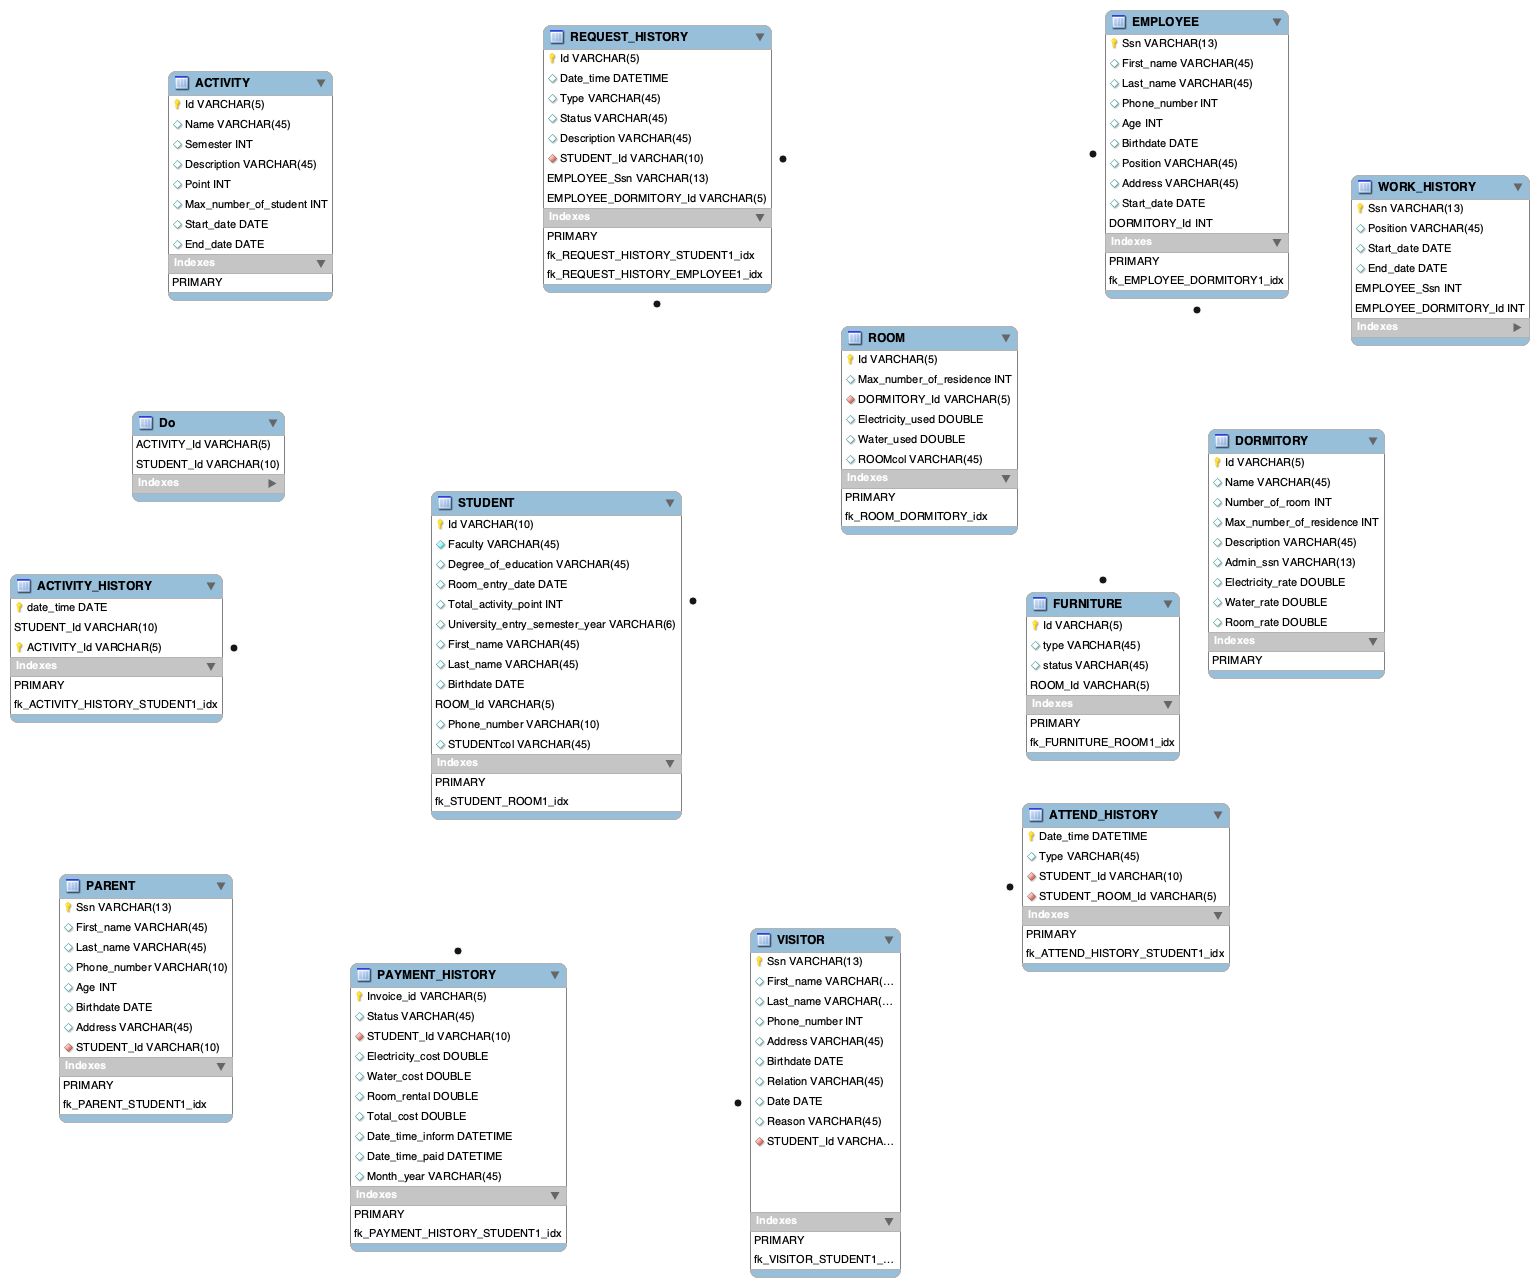 ACTIVITY
Id VARCHAR(5)
Name VARCHAR(45)
Semester INT
Description VARCHAR(45)
Point INT
Max_number_of_student INT
Start_date DATE
End_date DATE
Indexes
PRIMARY
REQUEST_HISTORY
Id VARCHAR(5)
Date_time DATETIME
Type VARCHAR(45)
Status VARCHAR(45)
Description VARCHAR(45)
STUDENT_Id VARCHAR(10)
EMPLOYEE_Ssn VARCHAR(13)
EMPLOYEE_DORMITORY_Id VARCHAR(5)
Indexes
PRIMARY
fk_REQUEST_HISTORY_STUDENT1_idx
fk_REQUEST_HISTORY_EMPLOYEE1_idx
EMPLOYEE
Ssn VARCHAR(13)
First_name VARCHAR(45)
Last_name VARCHAR(45)
Phone_number INT
Age INT
Birthdate DATE
Position VARCHAR(45)
Address VARCHAR(45)
Start_date DATE
DORMITORY_Id INT
Indexes
PRIMARY
fk_EMPLOYEE_DORMITORY1_idx
WORK_HISTORY
Ssn VARCHAR(13)
Position VARCHAR(45)
Start_date DATE
End_date DATE
EMPLOYEE_Ssn INT
EMPLOYEE_DORMITORY_Id INT
Indexes
ROOM
Id VARCHAR(5)
Max_number_of_residence INT
DORMITORY_Id VARCHAR(5)
Electricity_used DOUBLE
Water_used DOUBLE
ROOMcol VARCHAR(45)
Indexes
PRIMARY
fk_ROOM_DORMITORY_idx
Do
ACTIVITY_Id VARCHAR(5)
STUDENT_Id VARCHAR(10)
Indexes
DORMITORY
Id VARCHAR(5)
Name VARCHAR(45)
Number_of_room INT
Max_number_of_residence INT
Description VARCHAR(45)
Admin_ssn VARCHAR(13)
Electricity_rate DOUBLE
Water_rate DOUBLE
Room_rate DOUBLE
Indexes
PRIMARY
STUDENT
Id VARCHAR(10)
Faculty VARCHAR(45)
Degree_of_education VARCHAR(45)
Room_entry_date DATE
Total_activity_point INT
University_entry_semester_year VARCHAR(6)
First_name VARCHAR(45)
Last_name VARCHAR(45)
Birthdate DATE
ROOM_Id VARCHAR(5)
Phone_number VARCHAR(10)
STUDENTcol VARCHAR(45)
Indexes
PRIMARY
fk_STUDENT_ROOM1_idx
ACTIVITY_HISTORY
date_time DATE
STUDENT_Id VARCHAR(10)
ACTIVITY_Id VARCHAR(5)
Indexes
PRIMARY
fk_ACTIVITY_HISTORY_STUDENT1_idx
FURNITURE
Id VARCHAR(5)
type VARCHAR(45)
status VARCHAR(45)
ROOM_Id VARCHAR(5)
Indexes
PRIMARY
fk_FURNITURE_ROOM1_idx
ATTEND_HISTORY
Date_time DATETIME
Type VARCHAR(45)
STUDENT_Id VARCHAR(10)
STUDENT_ROOM_Id VARCHAR(5)
Indexes
PRIMARY
fk_ATTEND_HISTORY_STUDENT1_idx
PARENT
Ssn VARCHAR(13)
First_name VARCHAR(45)
Last_name VARCHAR(45)
Phone_number VARCHAR(10)
Age INT
Birthdate DATE
Address VARCHAR(45)
STUDENT_Id VARCHAR(10)
Indexes
PRIMARY
fk_PARENT_STUDENT1_idx
PAYMENT_HISTORY
Invoice_id VARCHAR(5)
Status VARCHAR(45)
STUDENT_Id VARCHAR(10)
Electricity_cost DOUBLE
Water_cost DOUBLE
Room_rental DOUBLE
Total_cost DOUBLE
Date_time_inform DATETIME
Date_time_paid DATETIME
Month_year VARCHAR(45)
Indexes
PRIMARY
fk_PAYMENT_HISTORY_STUDENT1_idx
VISITOR
Ssn VARCHAR(13)
First_name VARCHAR(...
Last_name VARCHAR(...
Phone_number INT
Address VARCHAR(45)
Birthdate DATE
Relation VARCHAR(45)
Date DATE
Reason VARCHAR(45)
STUDENT_Id VARCHA...
Indexes
PRIMARY
fk_VISITOR_STUDENT1_...